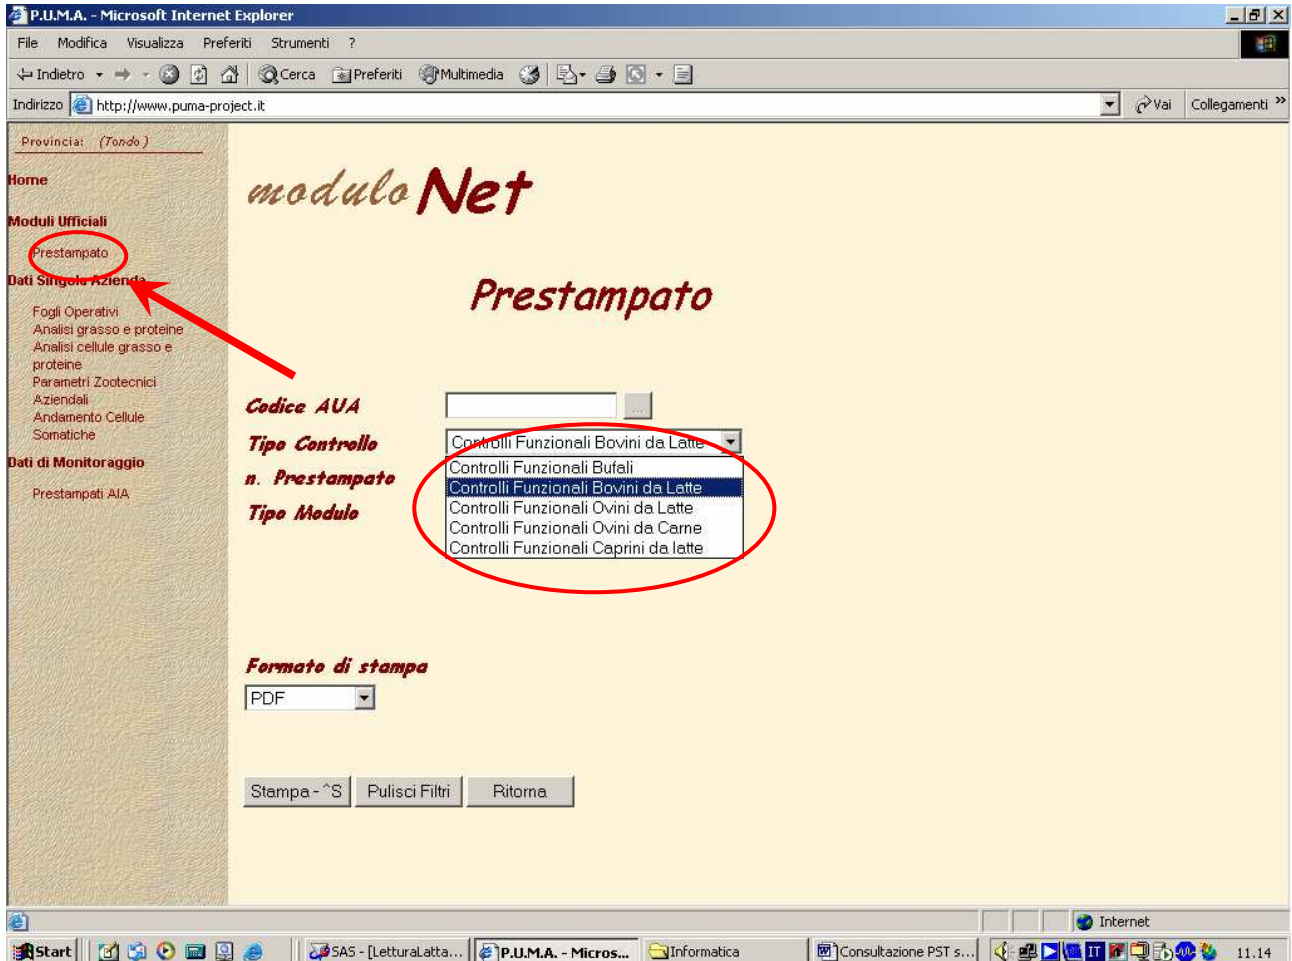 P.U.M.A. - Microsoft Internet Explorer
File Modifica Visualizza Preferiti Strumenti ?
Indietro Cerca Preferiti Multimedia
Indirizzo http://www.puma-project.it Vai Collegamenti »
Provincia: (Tondo)
Home
Moduli Ufficiali
Prestampato
Dati Singola Azienda
Fogli Operativi
Analisi grasso e proteine
Analisi cellule grasso e
proteine
Parametri Zootecnici
Aziendali
Andamento Cellule
Somatiche
Dati di Monitoraggio
Prestampati AIA
modulo Net
Prestampato
Codice AUA ...
Tipo Controllo Controlli Funzionali Bovini da Latte
Controlli Funzionali Bufali
n. Prestampato Controlli Funzionali Bovini da Latte
Controlli Funzionali Ovini da Latte
Tipo Modulo Controlli Funzionali Ovini da Carne
Controlli Funzionali Caprini da latte
Formato di stampa
PDF
Stampa - ^S Pulisci Filtri Ritorna
Internet
Start SAS - [LetturaLatta... P.U.M.A. - Micros... Informatica Consultazione PST s... IT 11.14